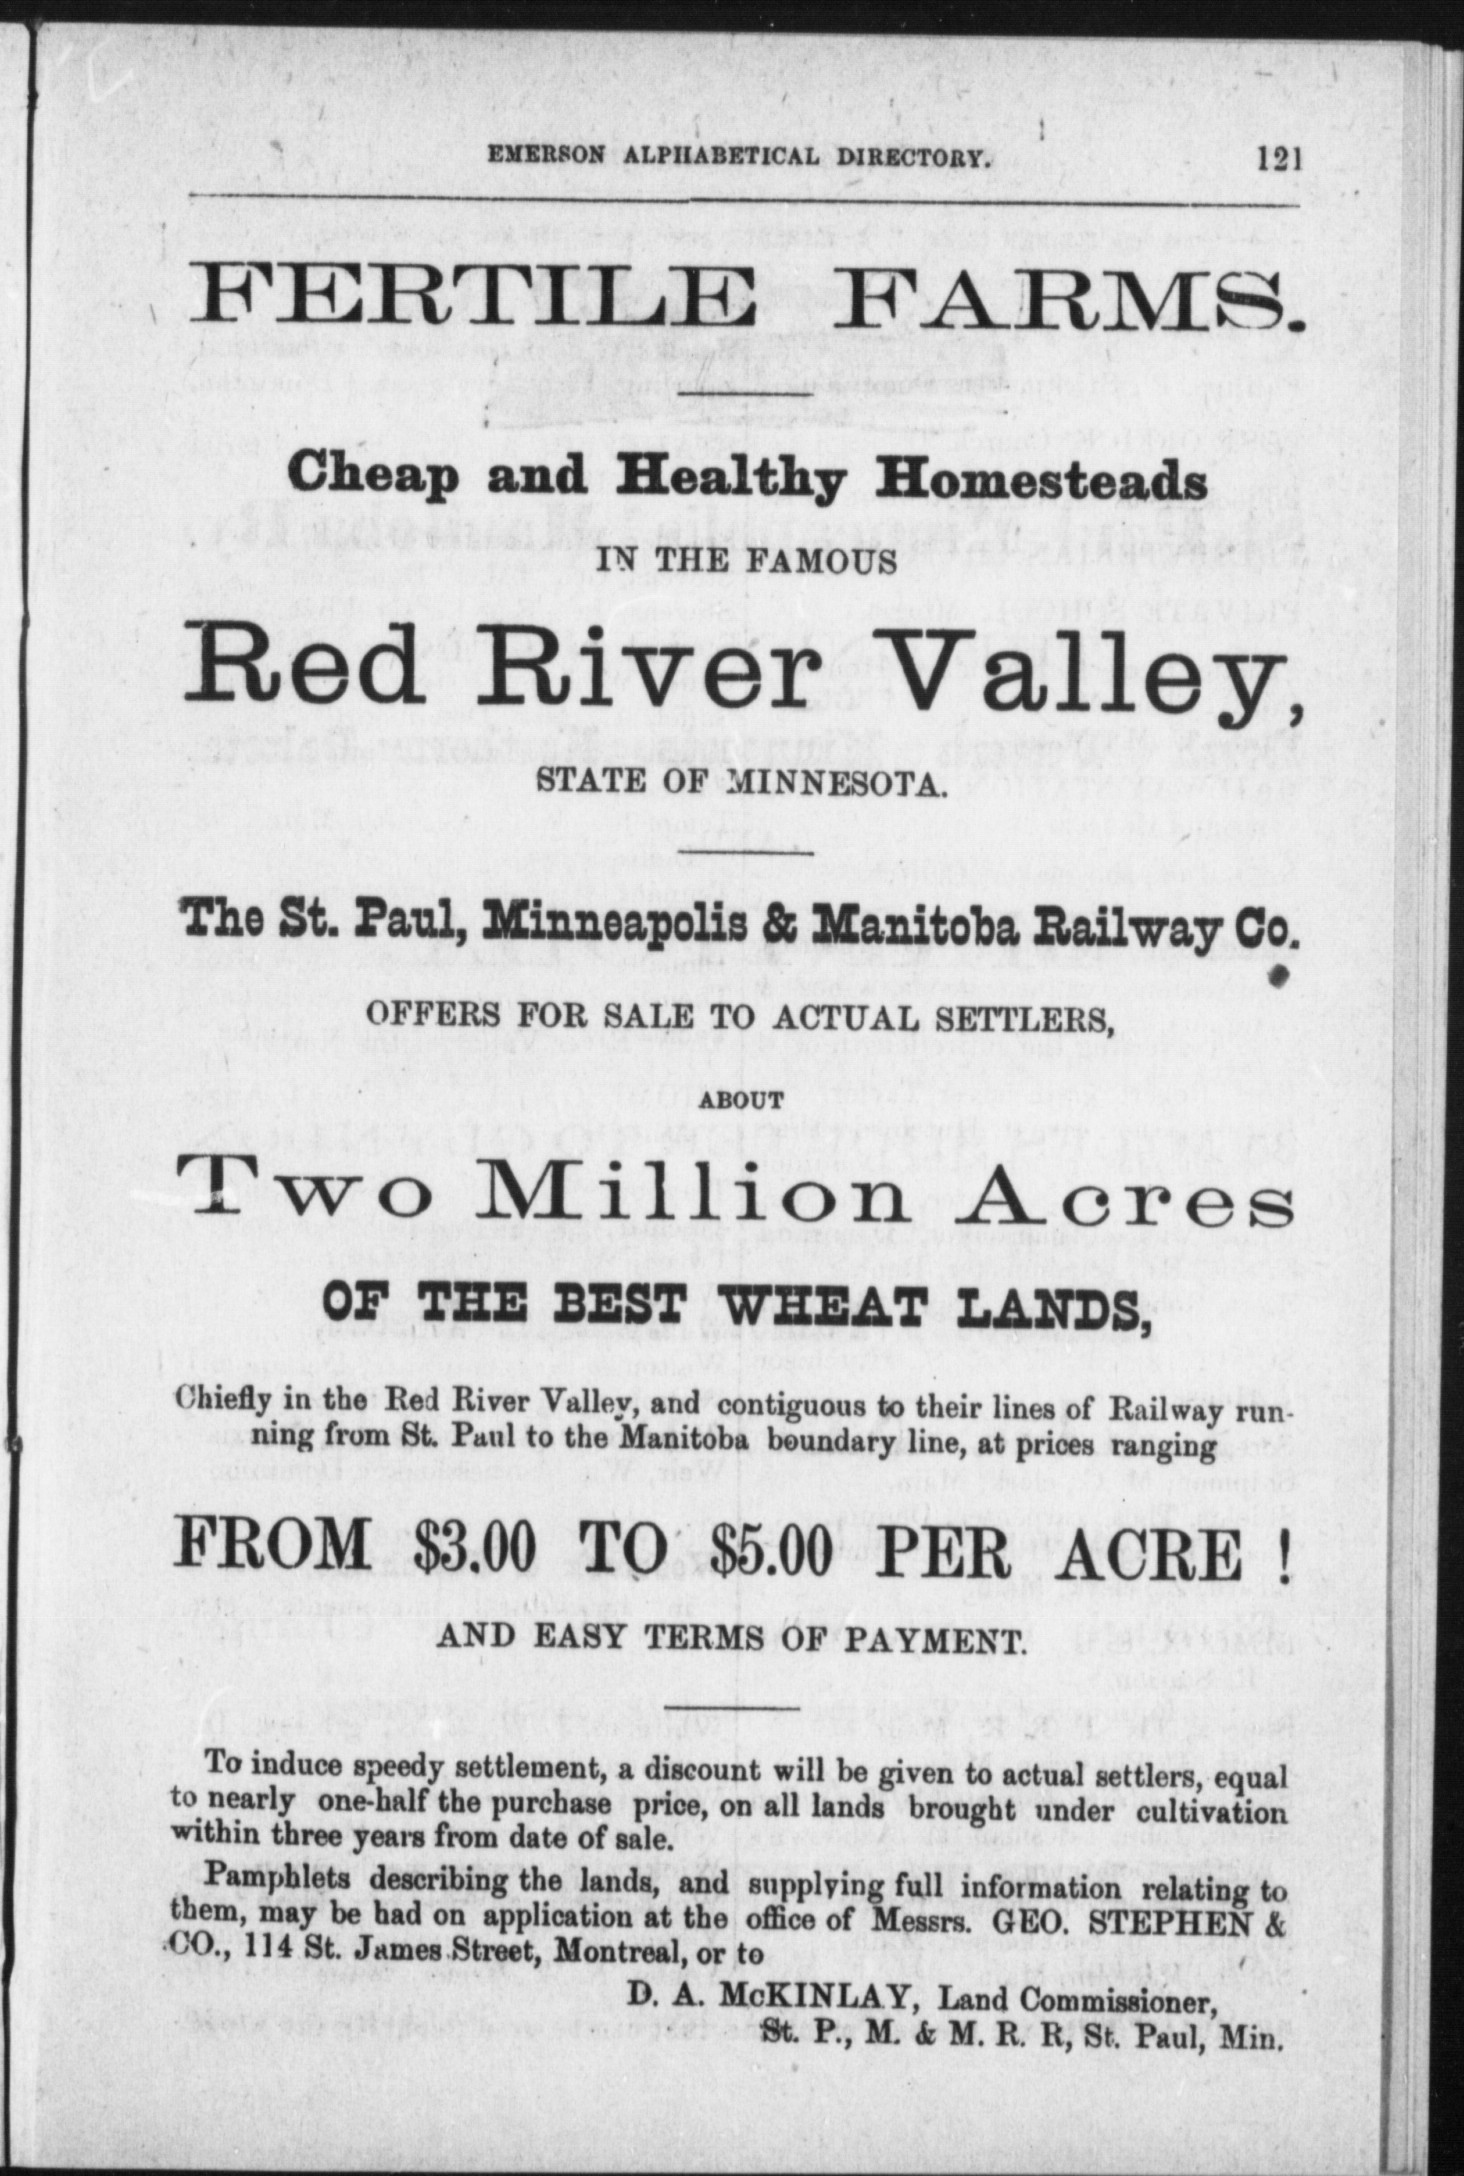 EMERSON ALPHABETICAL DIRECTORY. 121
FERTILE FARMS.
Cheap and Healthy Homesteads
IN THE FAMOUS
Red River Valley,
STATE OF MINNESOTA.
The St. Paul, Minneapolis & Manitoba Railway Co.
OFFERS FOR SALE TO ACTUAL SETTLERS,
ABOUT
Two Million Acres
OF THE BEST WHEAT LANDS,
Chiefly in the Red River Valley, and contiguous to their lines of Railway run-
ning from St. Paul to the Manitoba boundary line, at prices ranging
FROM $3.00 TO $5.00 PER ACRE !
AND EASY TERMS OF PAYMENT.
To induce speedy settlement, a discount will be given to actual settlers, equal
to nearly one-half the purchase price, on all lands brought under cultivation
within three years from date of sale.
Pamphlets describing the lands, and supplying full information relating to
them, may be had on application at the office of Messrs. GEO. STEPHEN &
CO., 114 St. James Street, Montreal, or to
D. A. McKINLAY, Land Commissioner,
St. P., M. & M. R. R, St. Paul, Min.